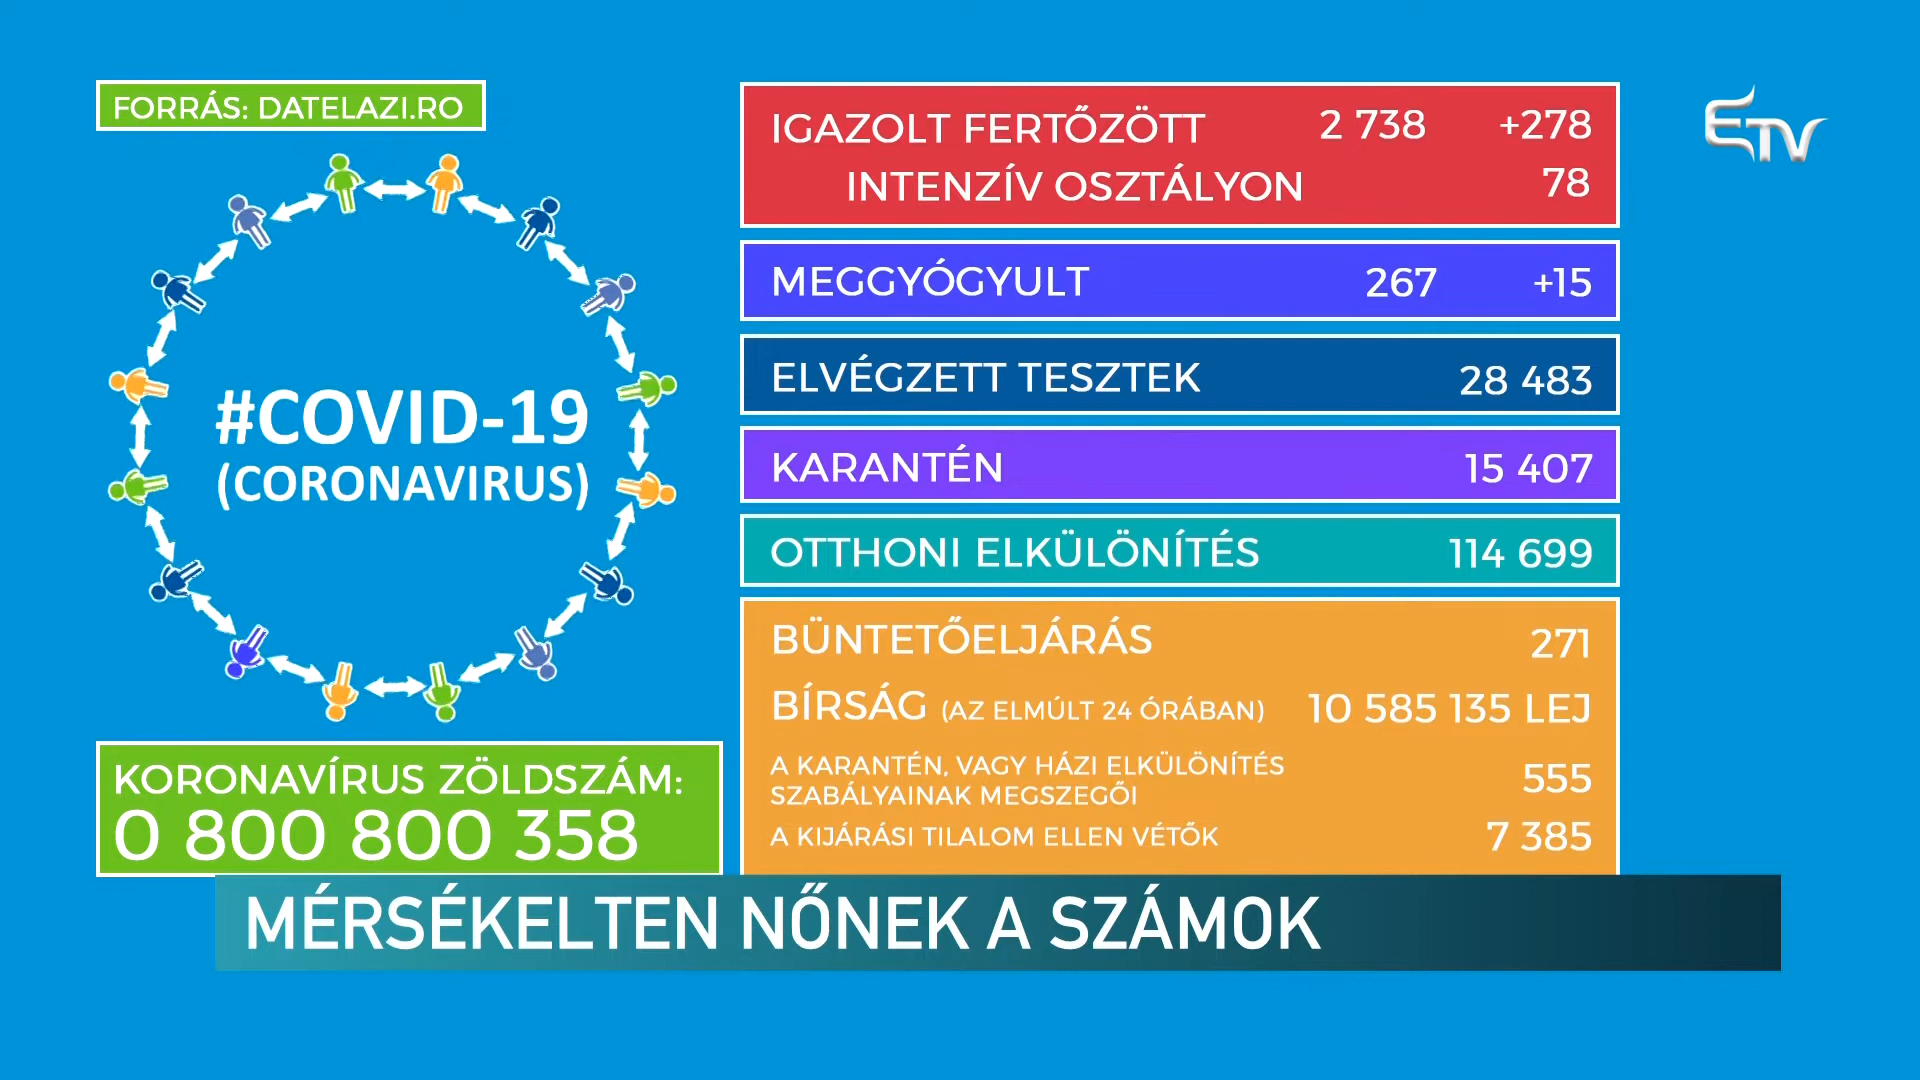 FORRÁS: DATELAZI.RO
#COVID-19
(CORONAVIRUS)
KORONAVÍRUS ZÖLDSZÁM:
0 800 800 358
IGAZOLT FERTŐZÖTT 2 738 +278
INTENZÍV OSZTÁLYON 78
MEGGYÓGYULT 267 +15
ELVÉGZETT TESZTEK 28 483
KARANTÉN 15 407
OTTHONI ELKÜLÖNÍTÉS 114 699
BÜNTETŐELJÁRÁS 271
BÍRSÁG (AZ ELMÚLT 24 ÓRÁBAN) 10 585 135 LEJ
A KARANTÉN, VAGY HÁZI ELKÜLÖNÍTÉS
SZABÁLYAINAK MEGSZEGŐI 555
A KIJÁRÁSI TILALOM ELLEN VÉTŐK 7 385
ETV
MÉRSÉKELTEN NŐNEK A SZÁMOK